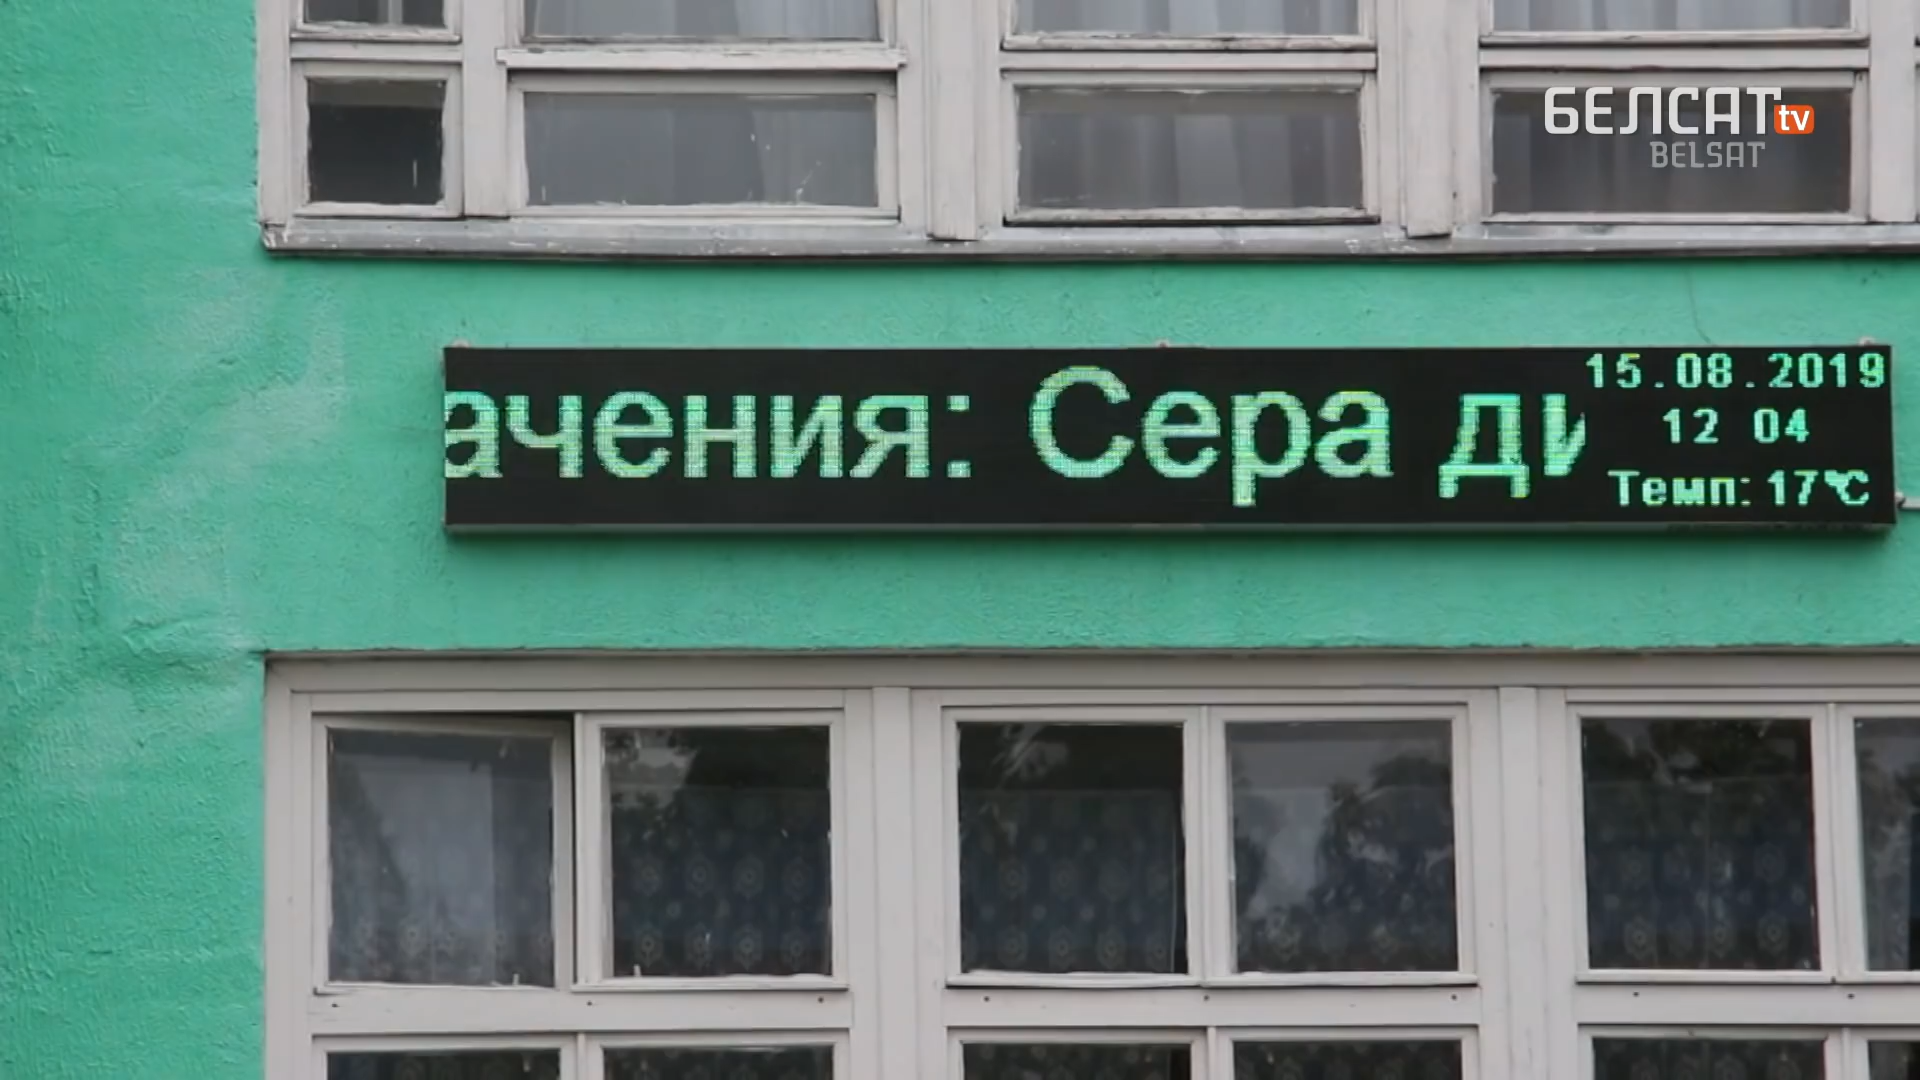 БЕЛСАТ tv
BELSAT
ачения: Сера ди
15.08.2019
12 04
Темп: 17°C